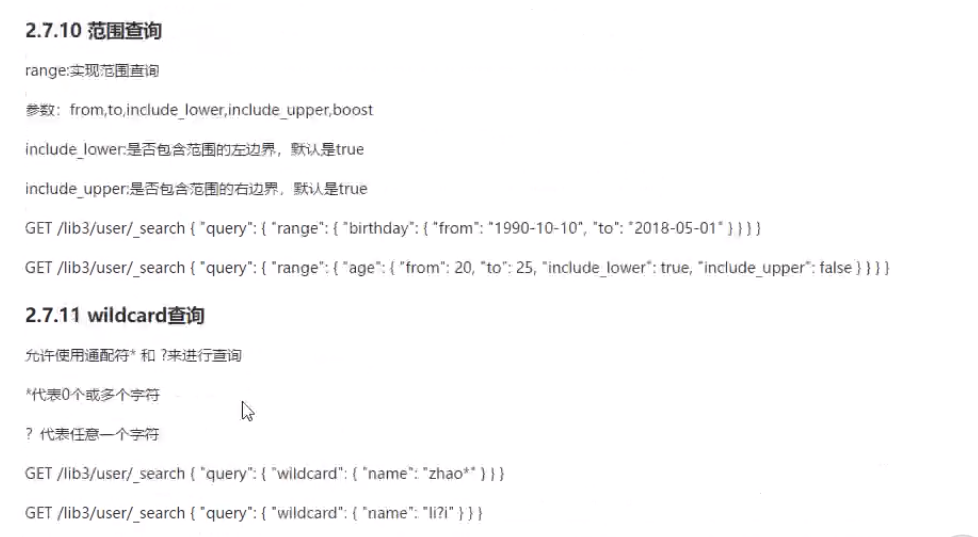 2.7.10 范围查询
range:实现范围查询
参数：from,to,include_lower,include_upper,boost
include_lower:是否包含范围的左边界，默认是true
include_upper:是否包含范围的右边界，默认是true
GET /lib3/user/_search { "query": { "range": { "birthday": { "from": "1990-10-10", "to": "2018-05-01" } } } }
GET /lib3/user/_search { "query": { "range": { "age": { "from": 20, "to": 25, "include_lower": true, "include_upper": false } } } }
2.7.11 wildcard查询
允许使用通配符* 和 ?来进行查询
*代表0个或多个字符
？代表任意一个字符
GET /lib3/user/_search { "query": { "wildcard": { "name": "zhao*" } } }
GET /lib3/user/_search { "query": { "wildcard": { "name": "li?i" } } }